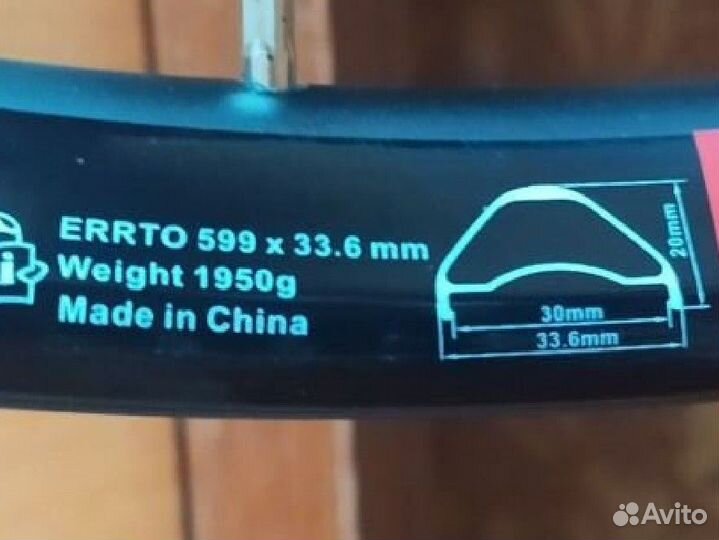 ERRTO 599 x 33.6 mm
Weight 1950g
Made in China
20mm
30mm
33.6mm
i
Avito